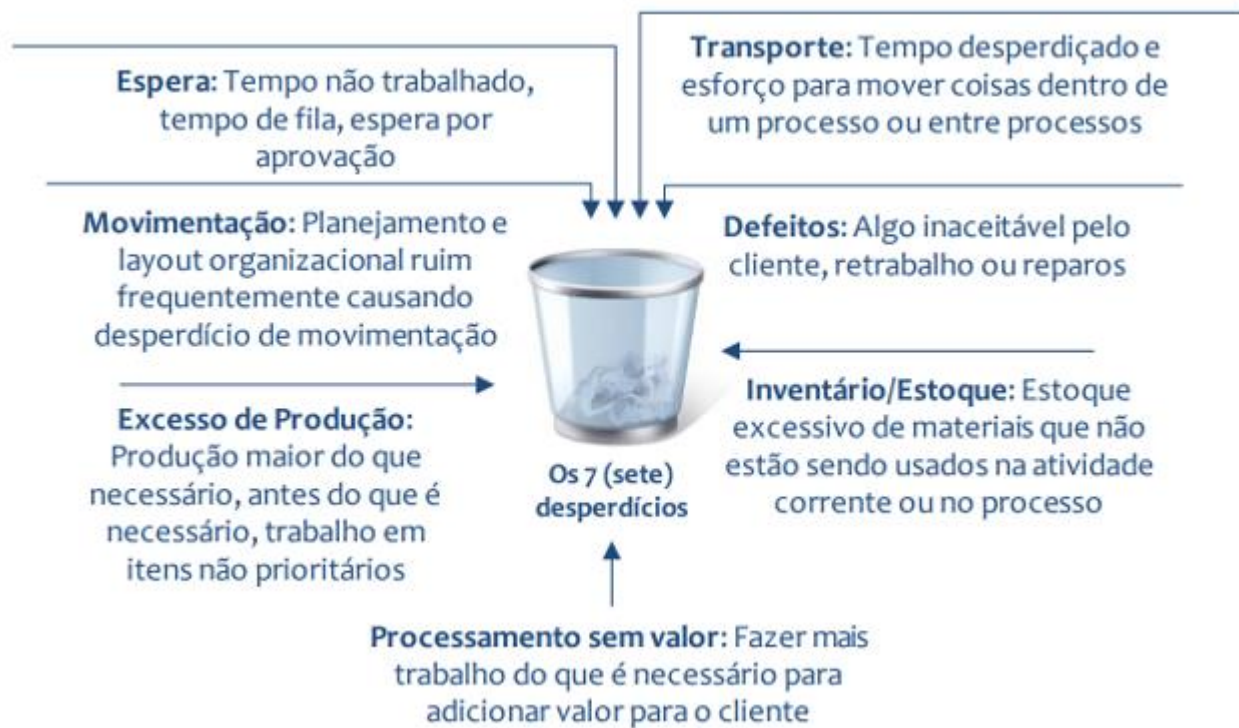 Espera: Tempo não trabalhado,
tempo de fila, espera por
aprovação
Transporte: Tempo desperdiçado e
esforço para mover coisas dentro de
um processo ou entre processos
Movimentação: Planejamento e
layout organizacional ruim
frequentemente causando
desperdício de movimentação
Defeitos: Algo inaceitável pelo
cliente, retrabalho ou reparos
Excesso de Produção:
Produção maior do que
necessário, antes do que é
necessário, trabalho em
itens não prioritários
Os 7 (sete)
desperdícios
Inventário/Estoque: Estoque
excessivo de materiais que não
estão sendo usados na atividade
corrente ou no processo
Processamento sem valor: Fazer mais
trabalho do que é necessário para
adicionar valor para o cliente